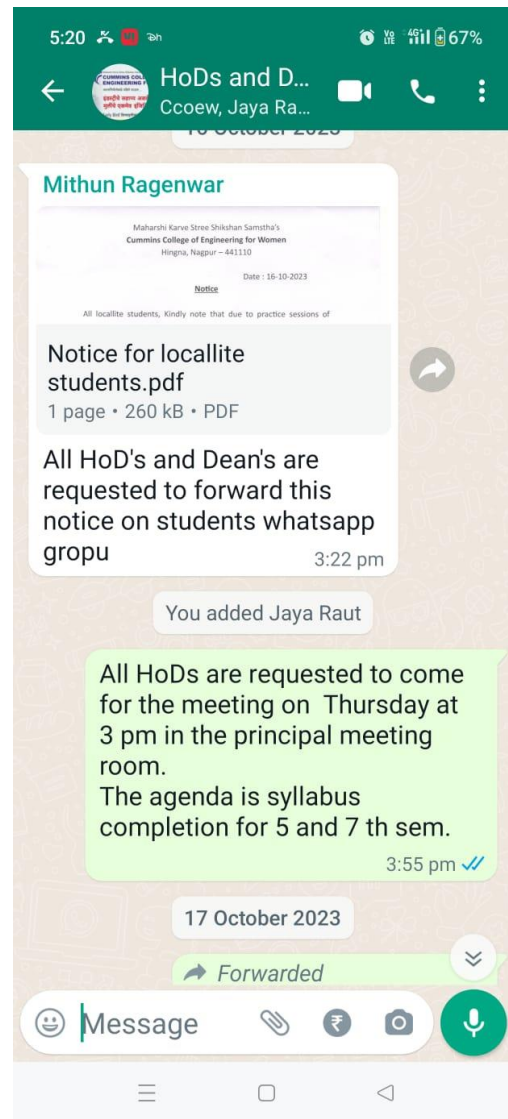 5:20
67%
HoDs and D...
Ccoew, Jaya Ra...
16 October 2023
Mithun Ragenwar
Maharshi Karve Stree Shikshan Samstha's
Cummins College of Engineering for Women
Hingna, Nagpur – 441110
Date : 16-10-2023
Notice
All locallite students, Kindly note that due to practice sessions of
Notice for locallite
students.pdf
1 page • 260 kB • PDF
All HoD's and Dean's are
requested to forward this
notice on students whatsapp
gropu
3:22 pm
You added Jaya Raut
All HoDs are requested to come
for the meeting on Thursday at
3 pm in the principal meeting
room.
The agenda is syllabus
completion for 5 and 7 th sem.
3:55 pm
17 October 2023
Forwarded
Message